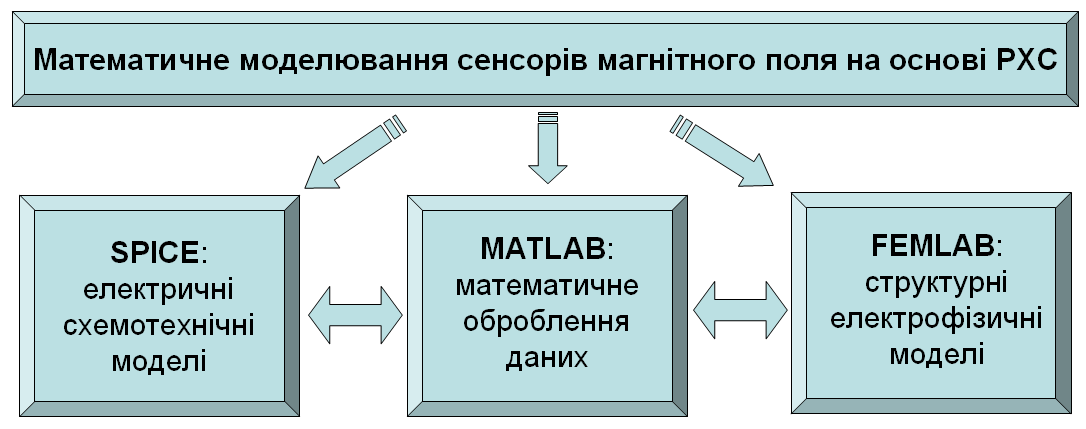 Математичне моделювання сенсорів магнітного поля на основі РХС
SPICE:
електричні
схемотехнічні
моделі
MATLAB:
математичне
оброблення
даних
FEMLAB:
структурні
електрофізичні
моделі